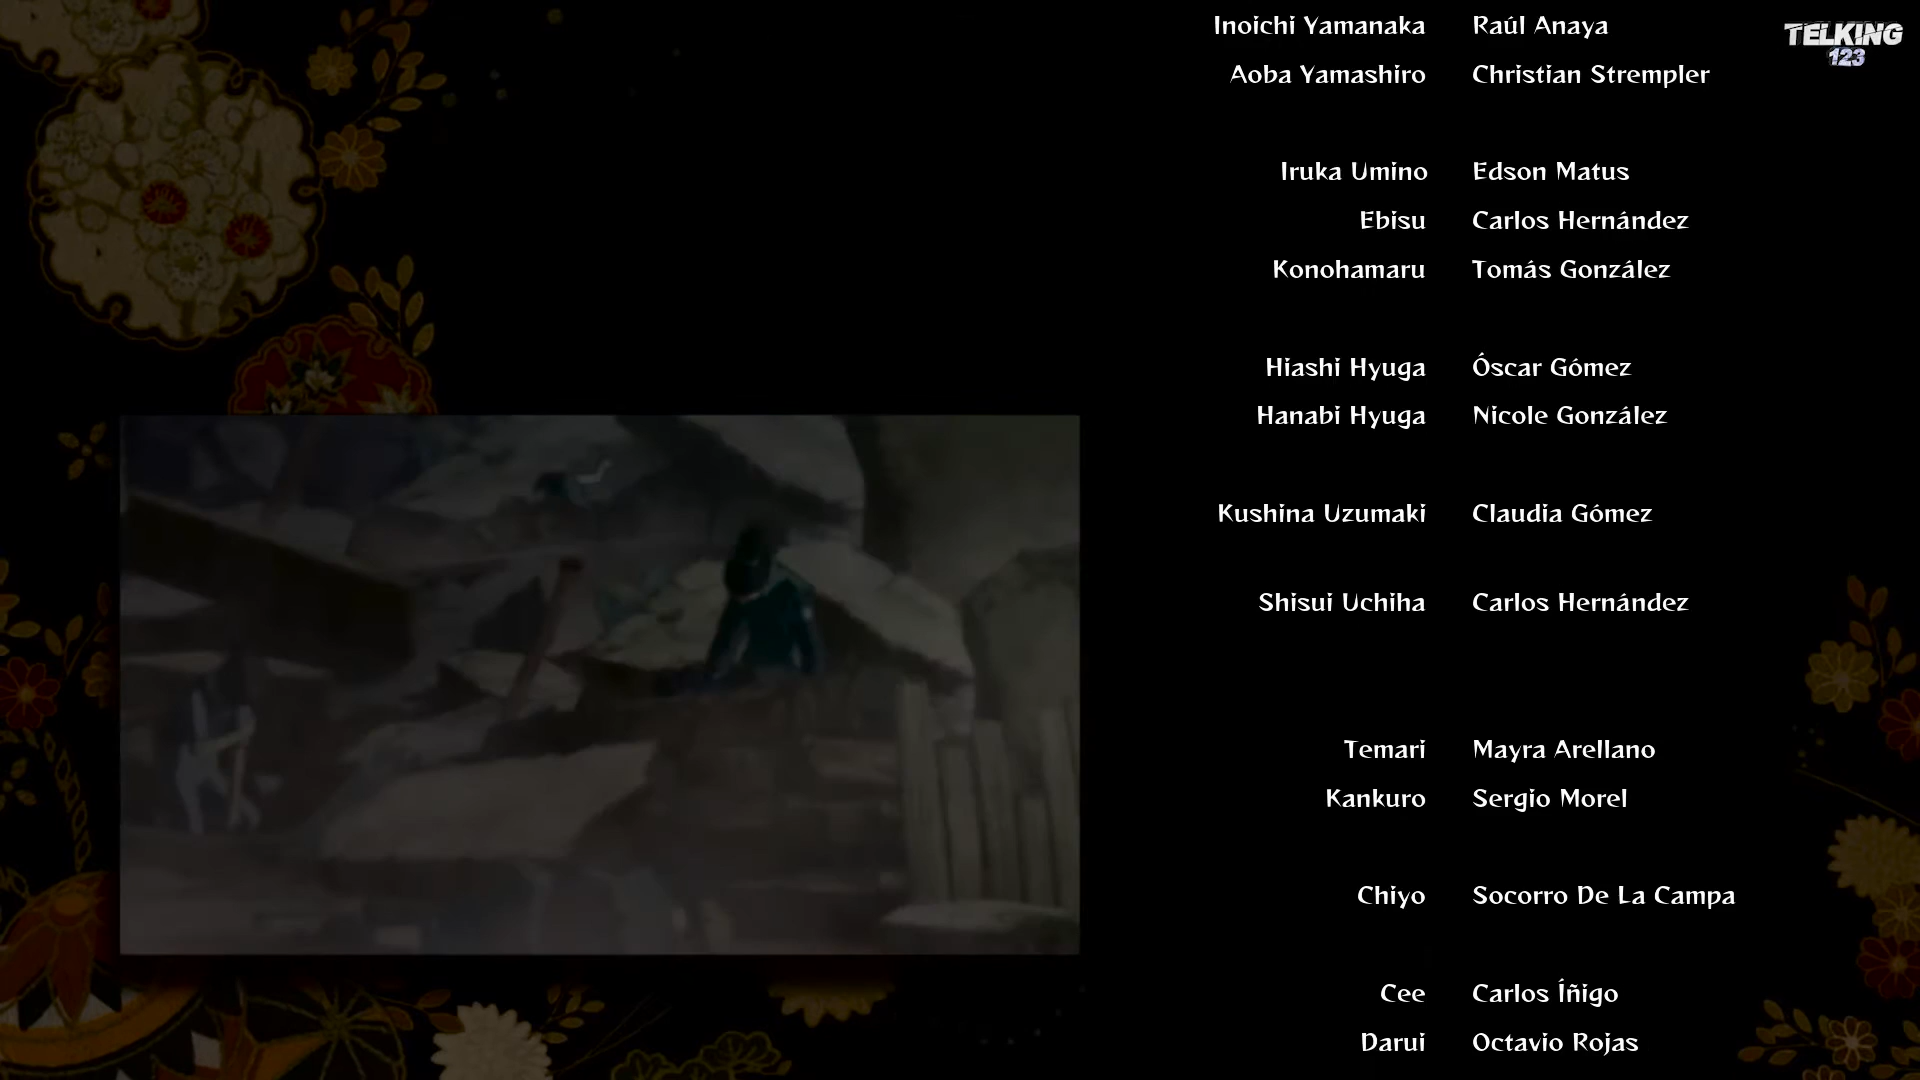 Inoichi Yamanaka Raúl Anaya
TELKING
123
Aoba Yamashiro Christian Strempler
Iruka Umino Edson Matus
Ebisu Carlos Hernández
Konohamaru Tomás González
Hiashi Hyuga Óscar Gómez
Hanabi Hyuga Nicole González
Kushina Uzumaki Claudia Gómez
Shisui Uchiha Carlos Hernández
Temari Mayra Arellano
Kankuro Sergio Morel
Chiyo Socorro De La Campa
Cee Carlos Íñigo
Darui Octavio Rojas